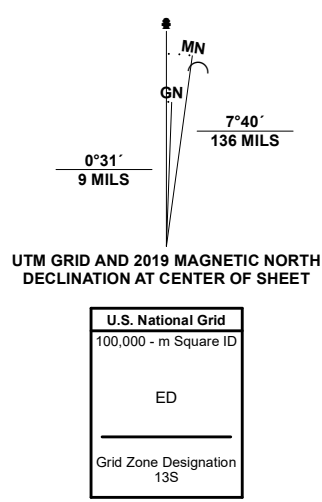 MN
GN
7°40´
136 MILS
0°31´
9 MILS
UTM GRID AND 2019 MAGNETIC NORTH
DECLINATION AT CENTER OF SHEET
U.S. National Grid
100,000 - m Square ID
ED
Grid Zone Designation
13S